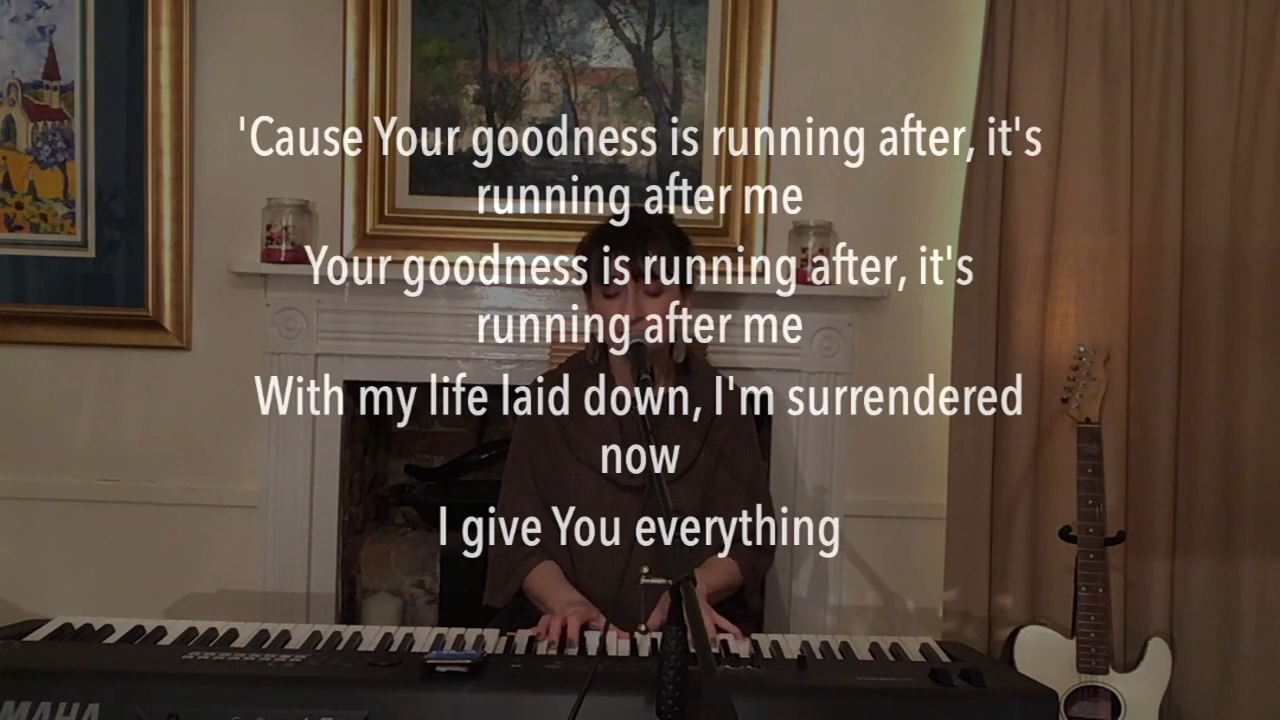 'Cause Your goodness is running after, it's
running after me
Your goodness is running after, it's
running after me
With my life laid down, I'm surrendered
now
I give You everything
YAMAHA